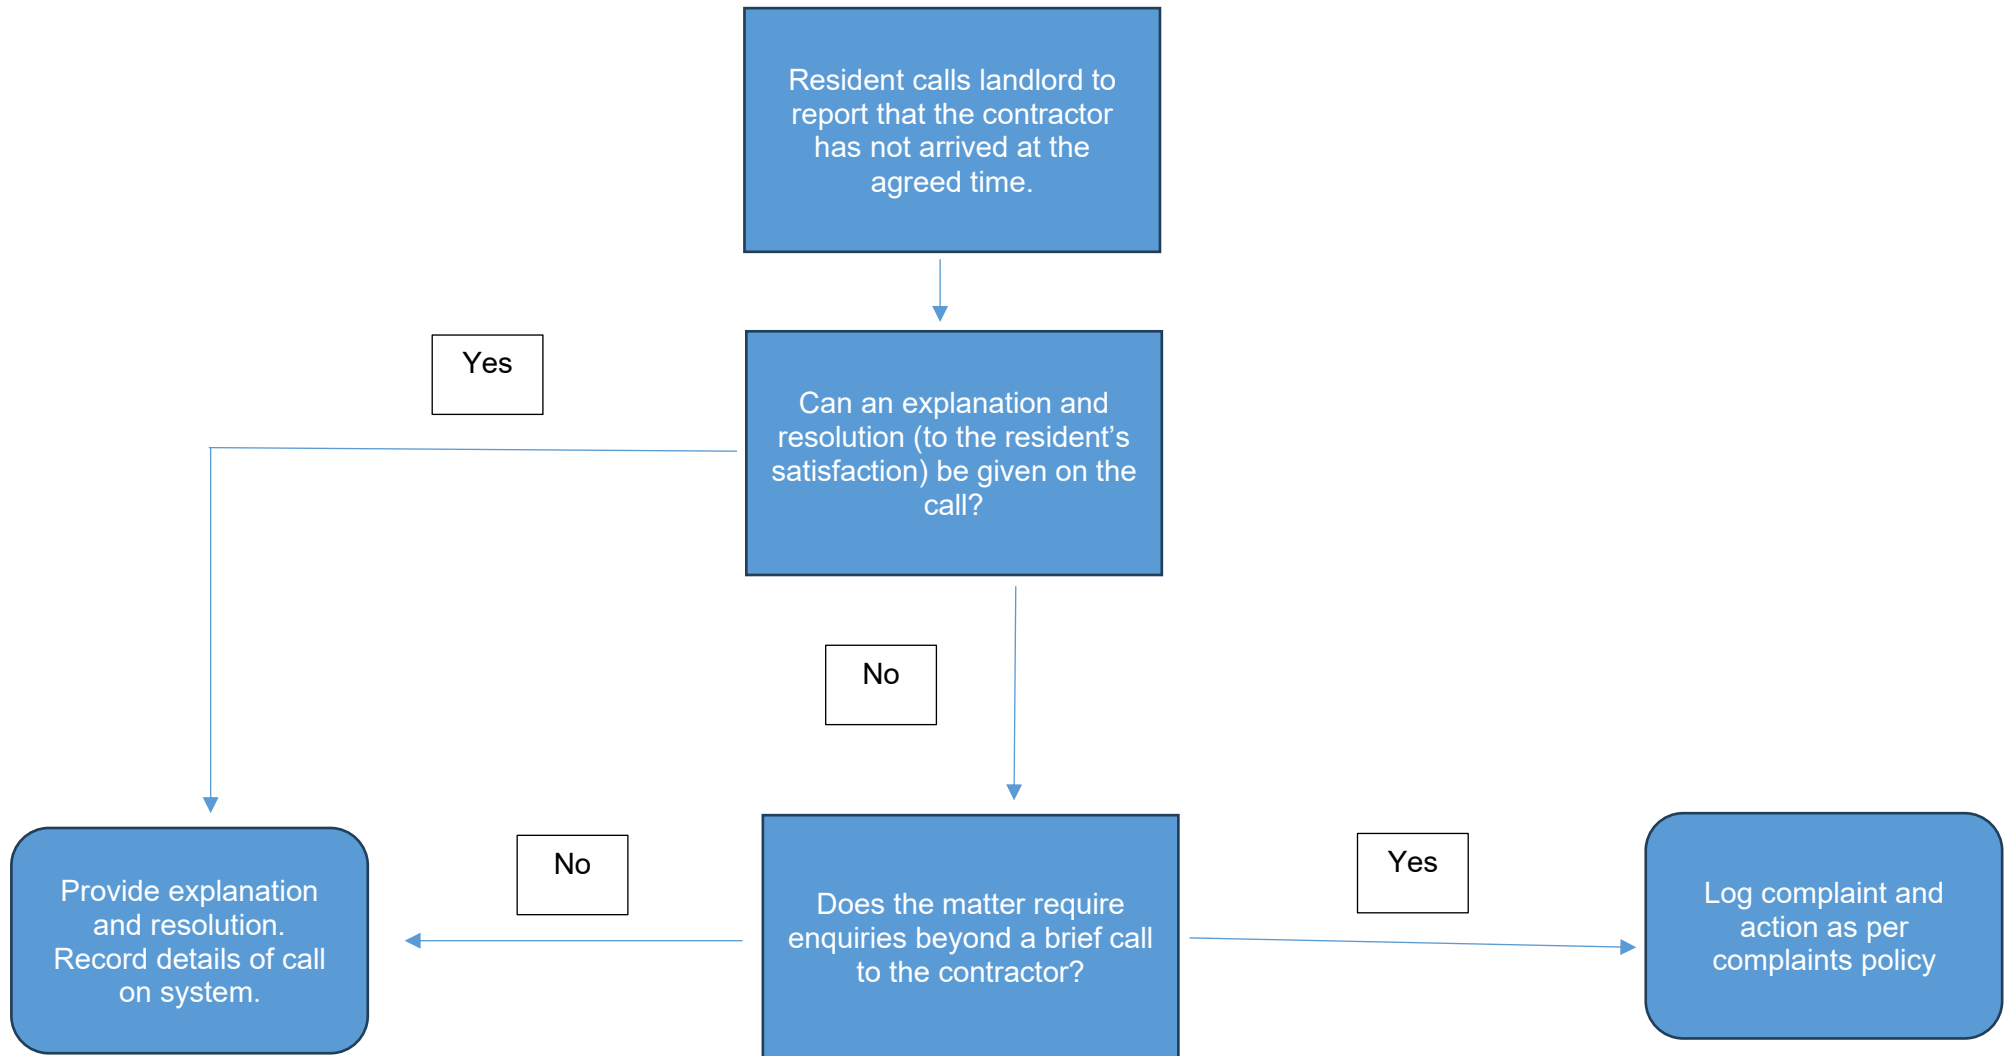 Resident calls landlord to
report that the contractor
has not arrived at the
agreed time.
Yes
Can an explanation and
resolution (to the resident’s
satisfaction) be given on the
call?
No
Provide explanation
and resolution.
Record details of call
on system.
No
Does the matter require
enquiries beyond a brief call
to the contractor?
Yes
Log complaint and
action as per
complaints policy